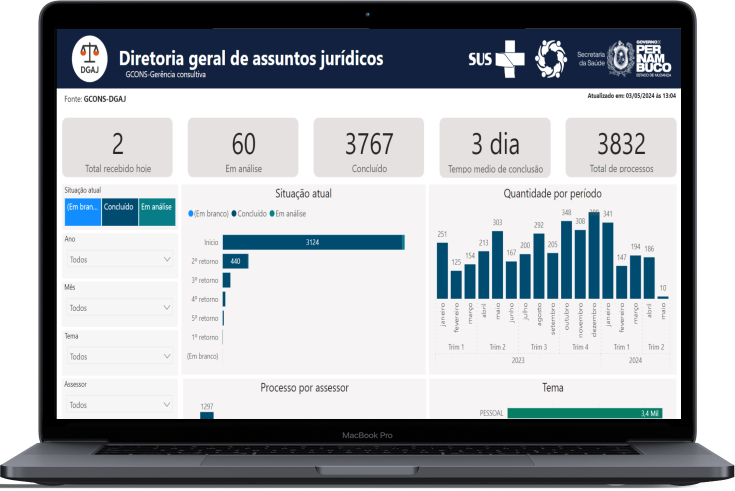 DGAJ
Diretoria geral de assuntos jurídicos
GCONS-Gerência consultiva
SUS
Secretaria
da Saúde
GOVERNO DE
PER
NAM
BUCO
ESTADO DE MUDANÇA
Fonte: GCONS-DGAJ
Atualizado em: 03/05/2024 às 13:04
2
Total recebido hoje
60
Em análise
3767
Concluído
3 dia
Tempo medio de conclusão
3832
Total de processos
Situação atual
(Em bran...
Concluído
Em análise
Ano
Todos
Mês
Todos
Tema
Todos
Assessor
Todos
Situação atual
(Em branco) Concluído Em análise
Início 3124
2º retorno 440
3º retorno
4º retorno
5º retorno
1º retorno
(Em branco)
Quantidade por período
251 125 154 213 303 167 200 292 205 348 308 341 147 194 186 10
janeiro fevereiro março abril maio junho julho agosto setembro outubro novembro dezembro janeiro fevereiro março abril maio
Trim 1 Trim 2 Trim 3 Trim 4 Trim 1 Trim 2
2023 2024
Processo por assessor
1297
Tema
PESSOAL 3.4 Mil
MacBook Pro